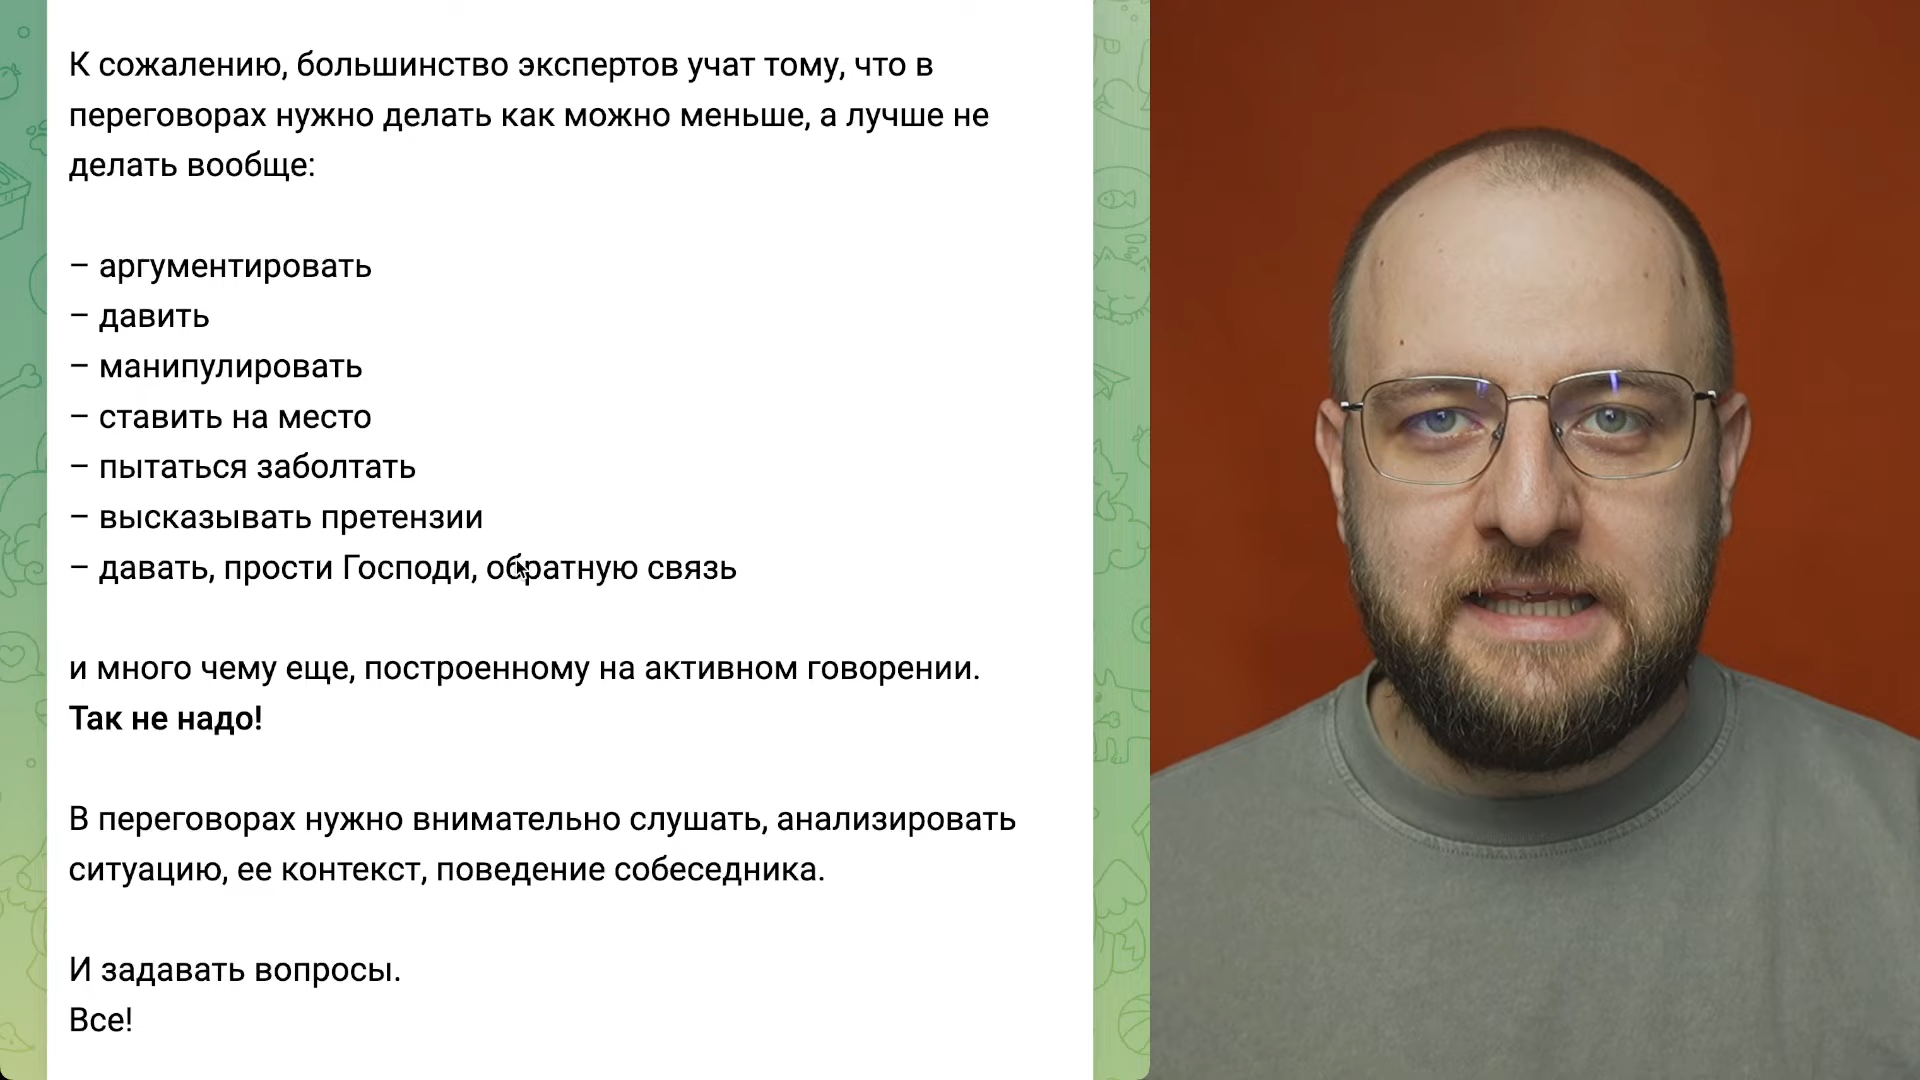 К сожалению, большинство экспертов учат тому, что в
переговорах нужно делать как можно меньше, а лучше не
делать вообще:
– аргументировать
– давить
– манипулировать
– ставить на место
– пытаться заболтать
– высказывать претензии
– давать, прости Господи, обратную связь
и много чему еще, построенному на активном говорении.
Так не надо!
В переговорах нужно внимательно слушать, анализировать
ситуацию, ее контекст, поведение собеседника.
И задавать вопросы.
Все!